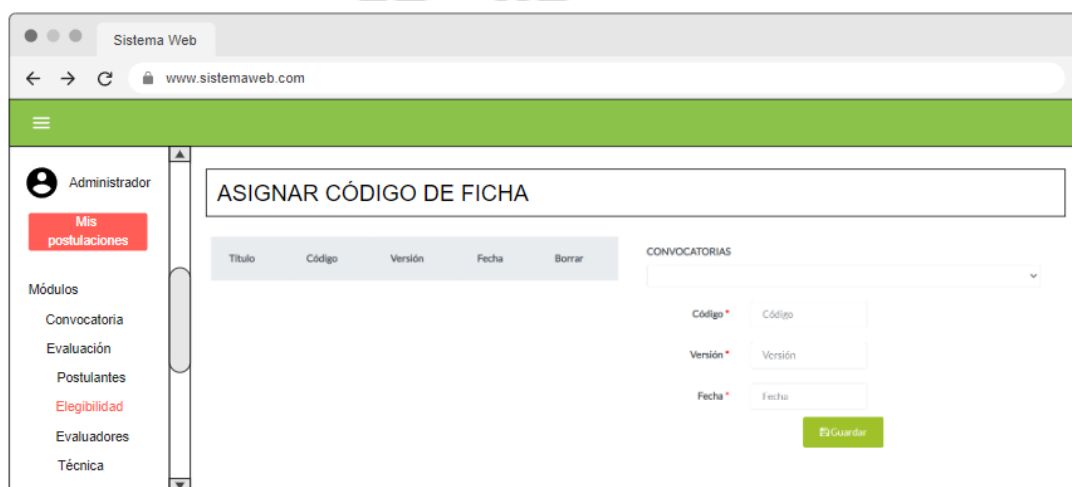 Sistema Web
www.sistemaweb.com
Administrador
Mis
postulaciones
Módulos
Convocatoria
Evaluación
Postulantes
Elegibilidad
Evaluadores
Técnica
ASIGNAR CÓDIGO DE FICHA
Título Código Versión Fecha Borrar
CONVOCATORIAS
Código * Código
Versión * Versión
Fecha * Fecha
Guardar